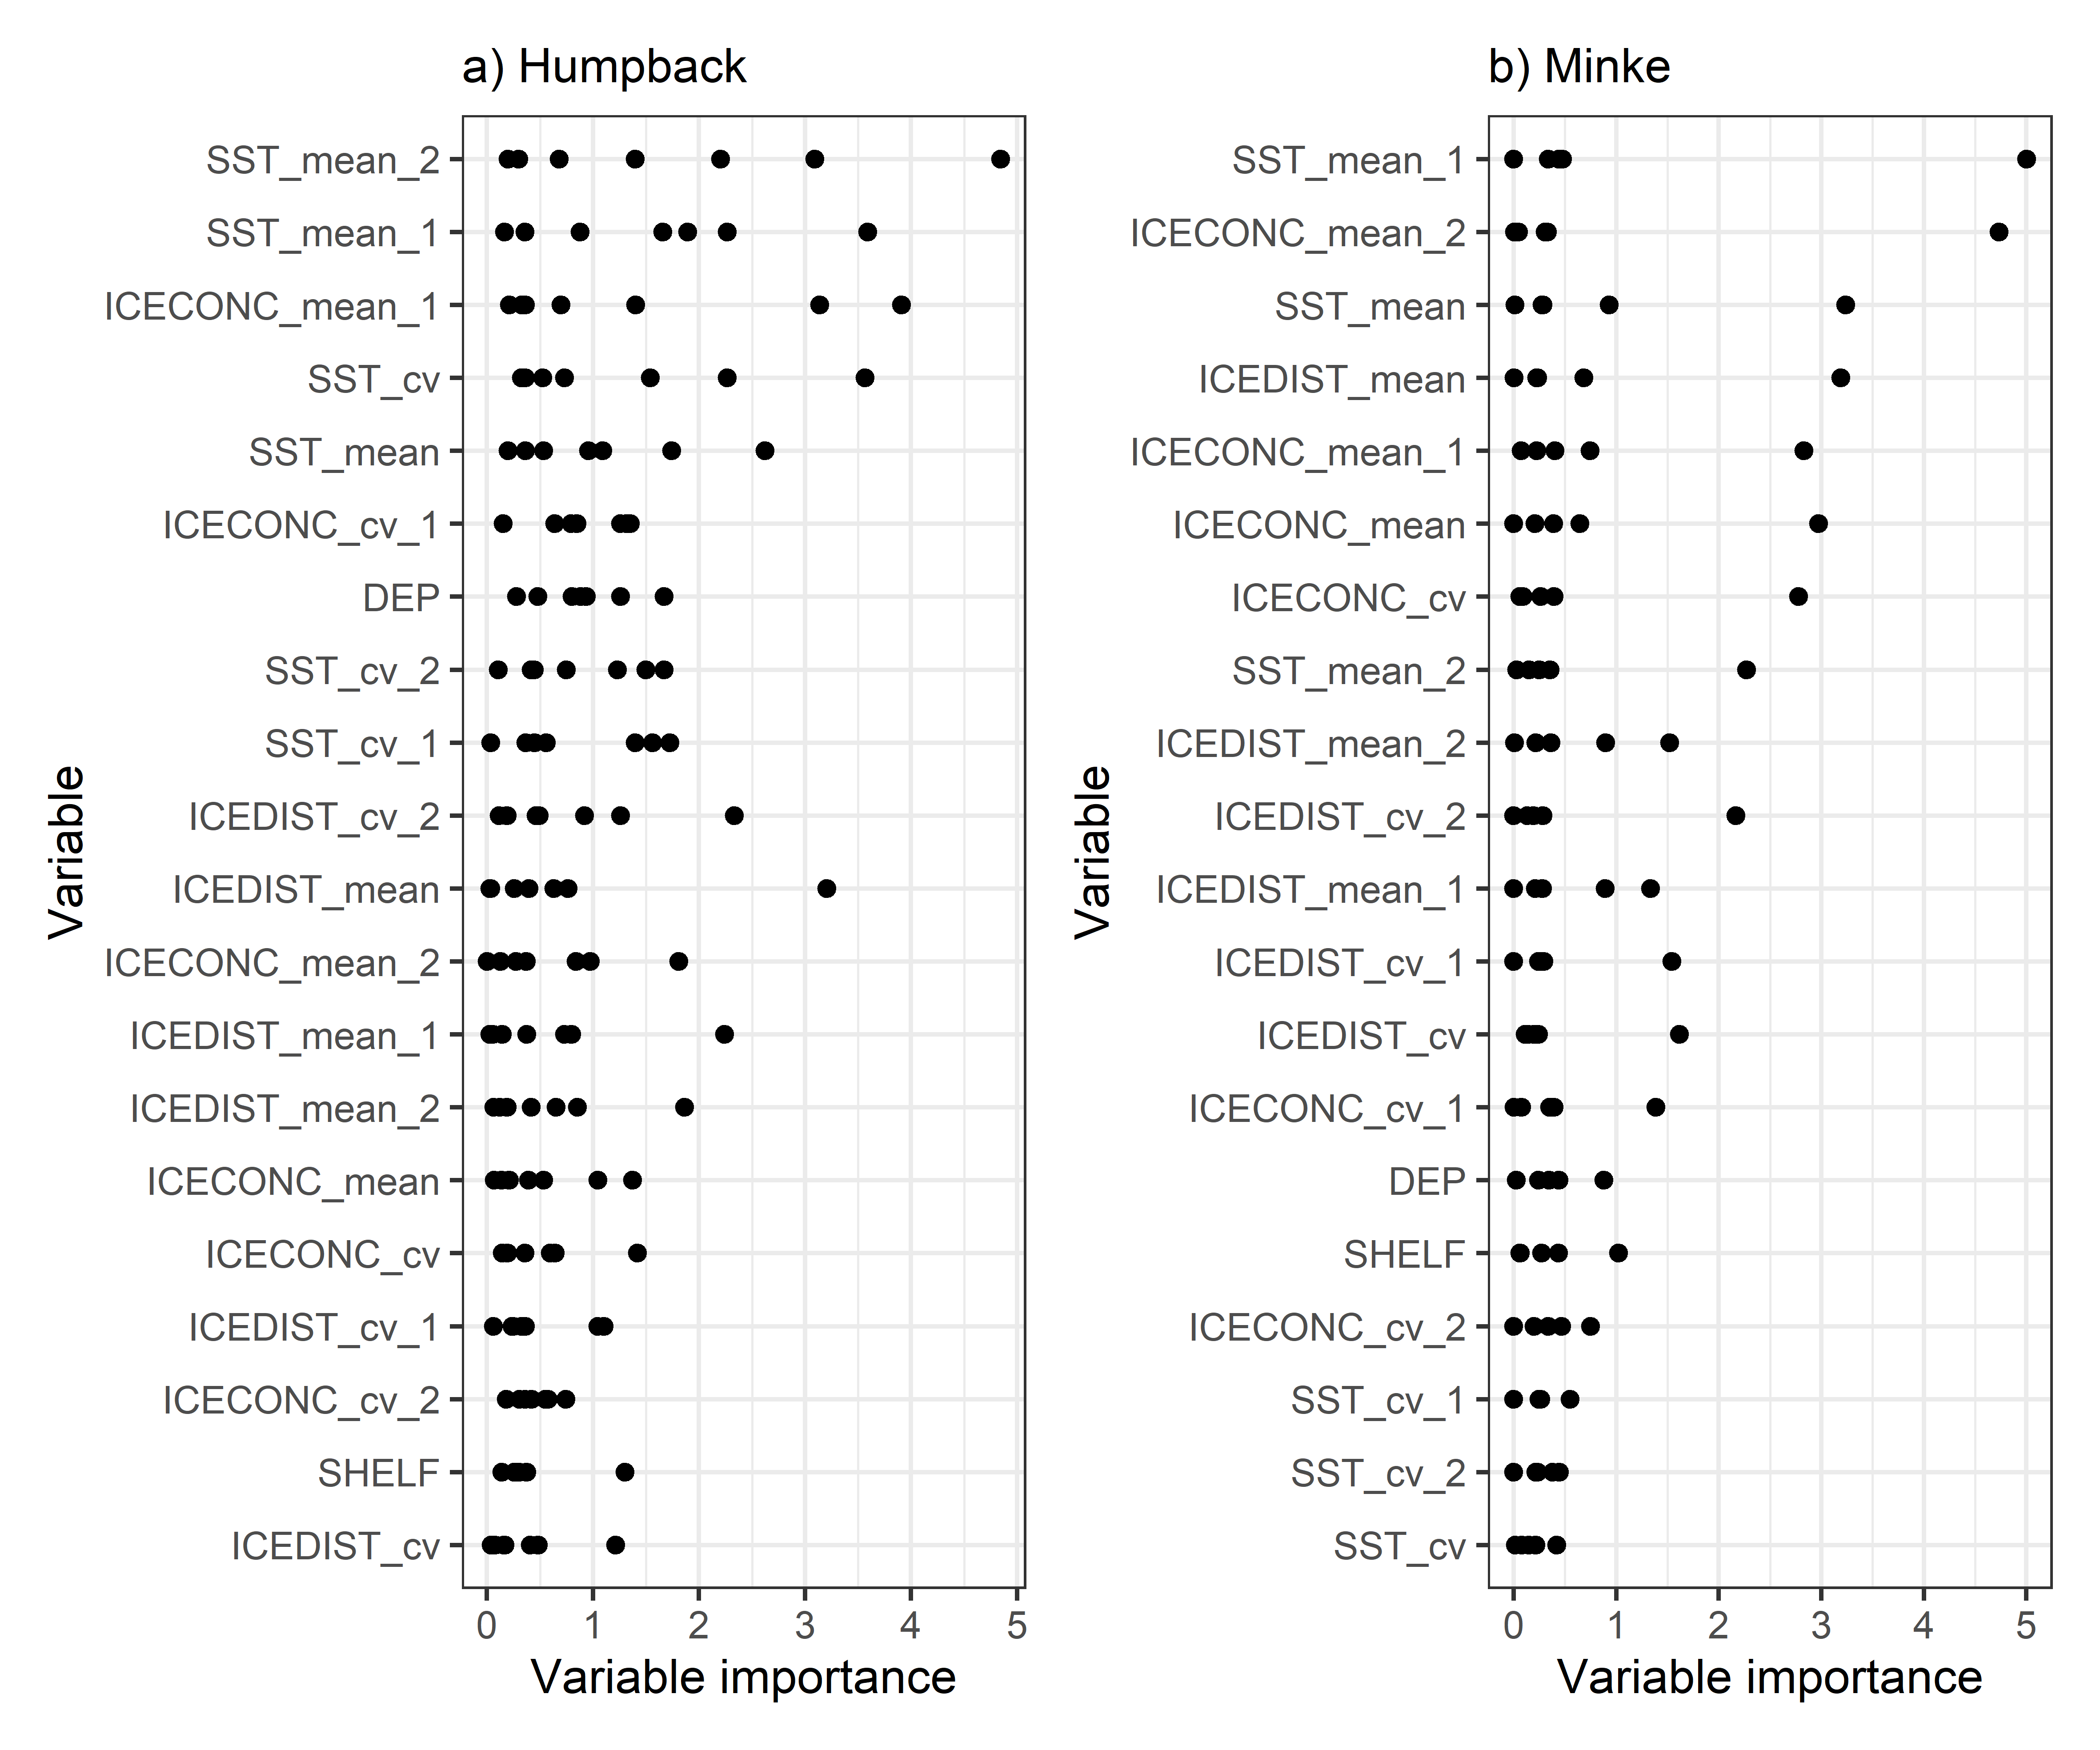 a) Humpback
SST_mean_2
SST_mean_1
ICECONC_mean_1
SST_cv
SST_mean
ICECONC_cv_1
DEP
SST_cv_2
SST_cv_1
ICEDIST_cv_2
ICEDIST_mean
ICECONC_mean_2
ICEDIST_mean_1
ICEDIST_mean_2
ICECONC_mean
ICECONC_cv
ICEDIST_cv_1
ICECONC_cv_2
SHELF
ICEDIST_cv
Variable
0 1 2 3 4 5
Variable importance
b) Minke
SST_mean_1
ICECONC_mean_2
SST_mean
ICEDIST_mean
ICECONC_mean_1
ICECONC_mean
ICECONC_cv
SST_mean_2
ICEDIST_mean_2
ICEDIST_cv_2
ICEDIST_mean_1
ICEDIST_cv_1
ICEDIST_cv
ICECONC_cv_1
DEP
SHELF
ICECONC_cv_2
SST_cv_1
SST_cv_2
SST_cv
Variable
0 1 2 3 4 5
Variable importance